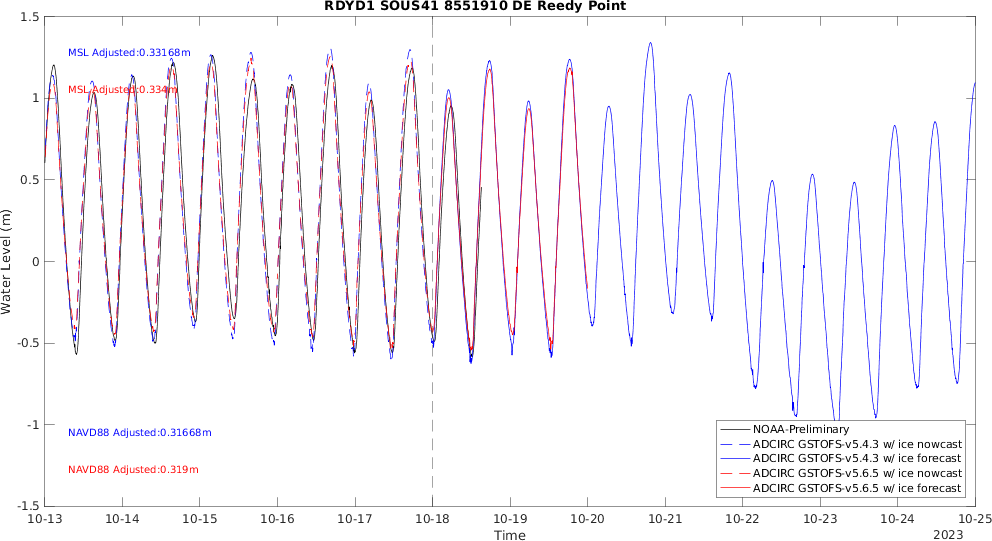 RDYD1 SOUS41 8551910 DE Reedy Point
1.5
1
0.5
0
-0.5
-1
-1.5
Water Level (m)
MSL Adjusted:0.33168m
MSL Adjusted:0.334m
NAVD88 Adjusted:0.31668m
NAVD88 Adjusted:0.319m
NOAA-Preliminary
ADCIRC GSTOFS-v5.4.3 w/ ice nowcast
ADCIRC GSTOFS-v5.4.3 w/ ice forecast
ADCIRC GSTOFS-v5.6.5 w/ ice nowcast
ADCIRC GSTOFS-v5.6.5 w/ ice forecast
10-13 10-14 10-15 10-16 10-17 10-18 10-19 10-20 10-21 10-22 10-23 10-24 10-25
Time
2023